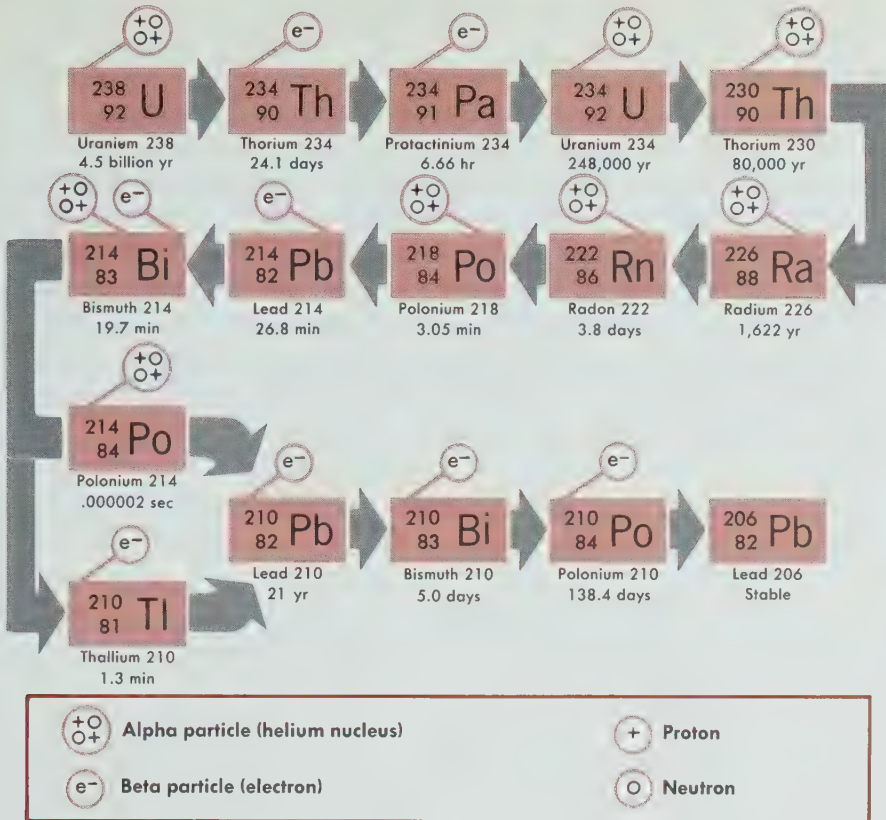 +O
O+
e-
e-
+O
O+
+O
O+
238
92 U
234
90 Th
234
91 Pa
234
92 U
230
90 Th
Uranium 238
4.5 billion yr
Thorium 234
24.1 days
Protactinium 234
6.66 hr
Uranium 234
248,000 yr
Thorium 230
80,000 yr
+O
O+
e-
e-
+O
O+
+O
O+
+O
O+
214
83 Bi
214
82 Pb
218
84 Po
222
86 Rn
226
88 Ra
Bismuth 214
19.7 min
Lead 214
26.8 min
Polonium 218
3.05 min
Radon 222
3.8 days
Radium 226
1,622 yr
+O
O+
214
84 Po
Polonium 214
.000002 sec
e-
e-
e-
210
82 Pb
210
83 Bi
210
84 Po
206
82 Pb
Lead 210
21 yr
Bismuth 210
5.0 days
Polonium 210
138.4 days
Lead 206
Stable
e-
210
81 Tl
Thallium 210
1.3 min
+O
O+
Alpha particle (helium nucleus)
+ Proton
e- Beta particle (electron)
O Neutron